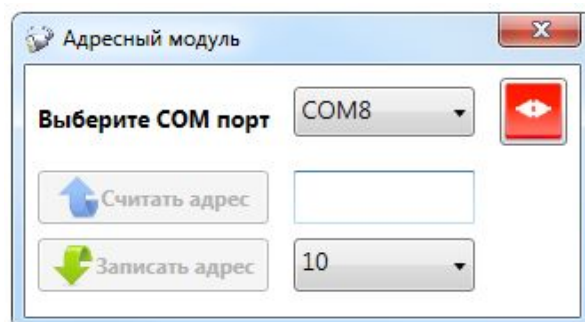 Адресный модуль
Выберите COM порт COM8
Считать адрес
Записать адрес 10